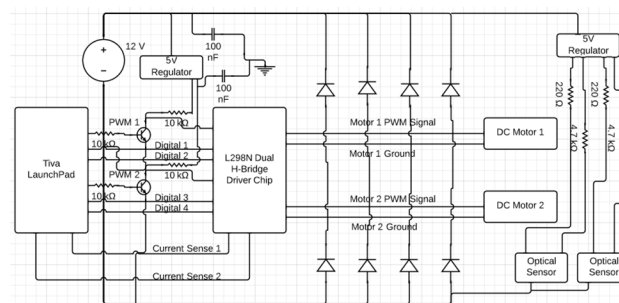 12 V
100
nF
5V
Regulator
100
nF
5V
Regulator
PWM 1
10 kΩ
10 kΩ
Digital 1
Digital 2
Tiva
LaunchPad
PWM 2
10 kΩ
10 kΩ
Digital 3
Digital 4
L298N Dual
H-Bridge
Driver Chip
Motor 1 PWM Signal
Motor 1 Ground
DC Motor 1
Motor 2 PWM Signal
Motor 2 Ground
DC Motor 2
220 Ω
4.7 kΩ
220 Ω
4.7 kΩ
Current Sense 1
Current Sense 2
Optical
Sensor
Optical
Sensor